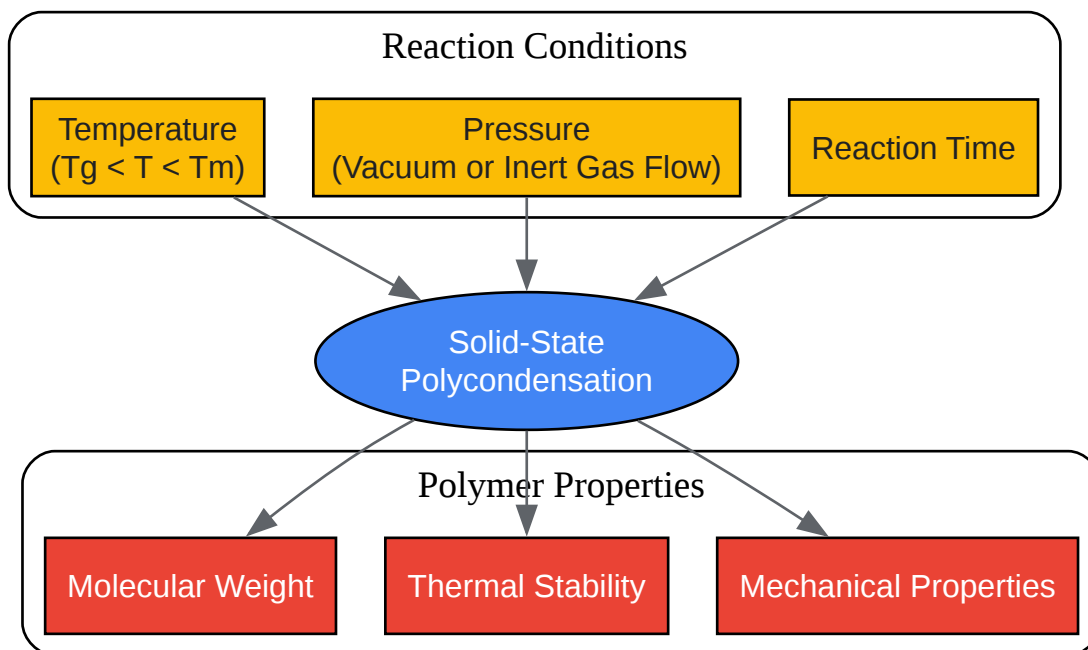 Reaction Conditions
Temperature
(Tg < T < Tm)
Pressure
(Vacuum or Inert Gas Flow)
Reaction Time
Solid-State
Polycondensation
Polymer Properties
Molecular Weight
Thermal Stability
Mechanical Properties